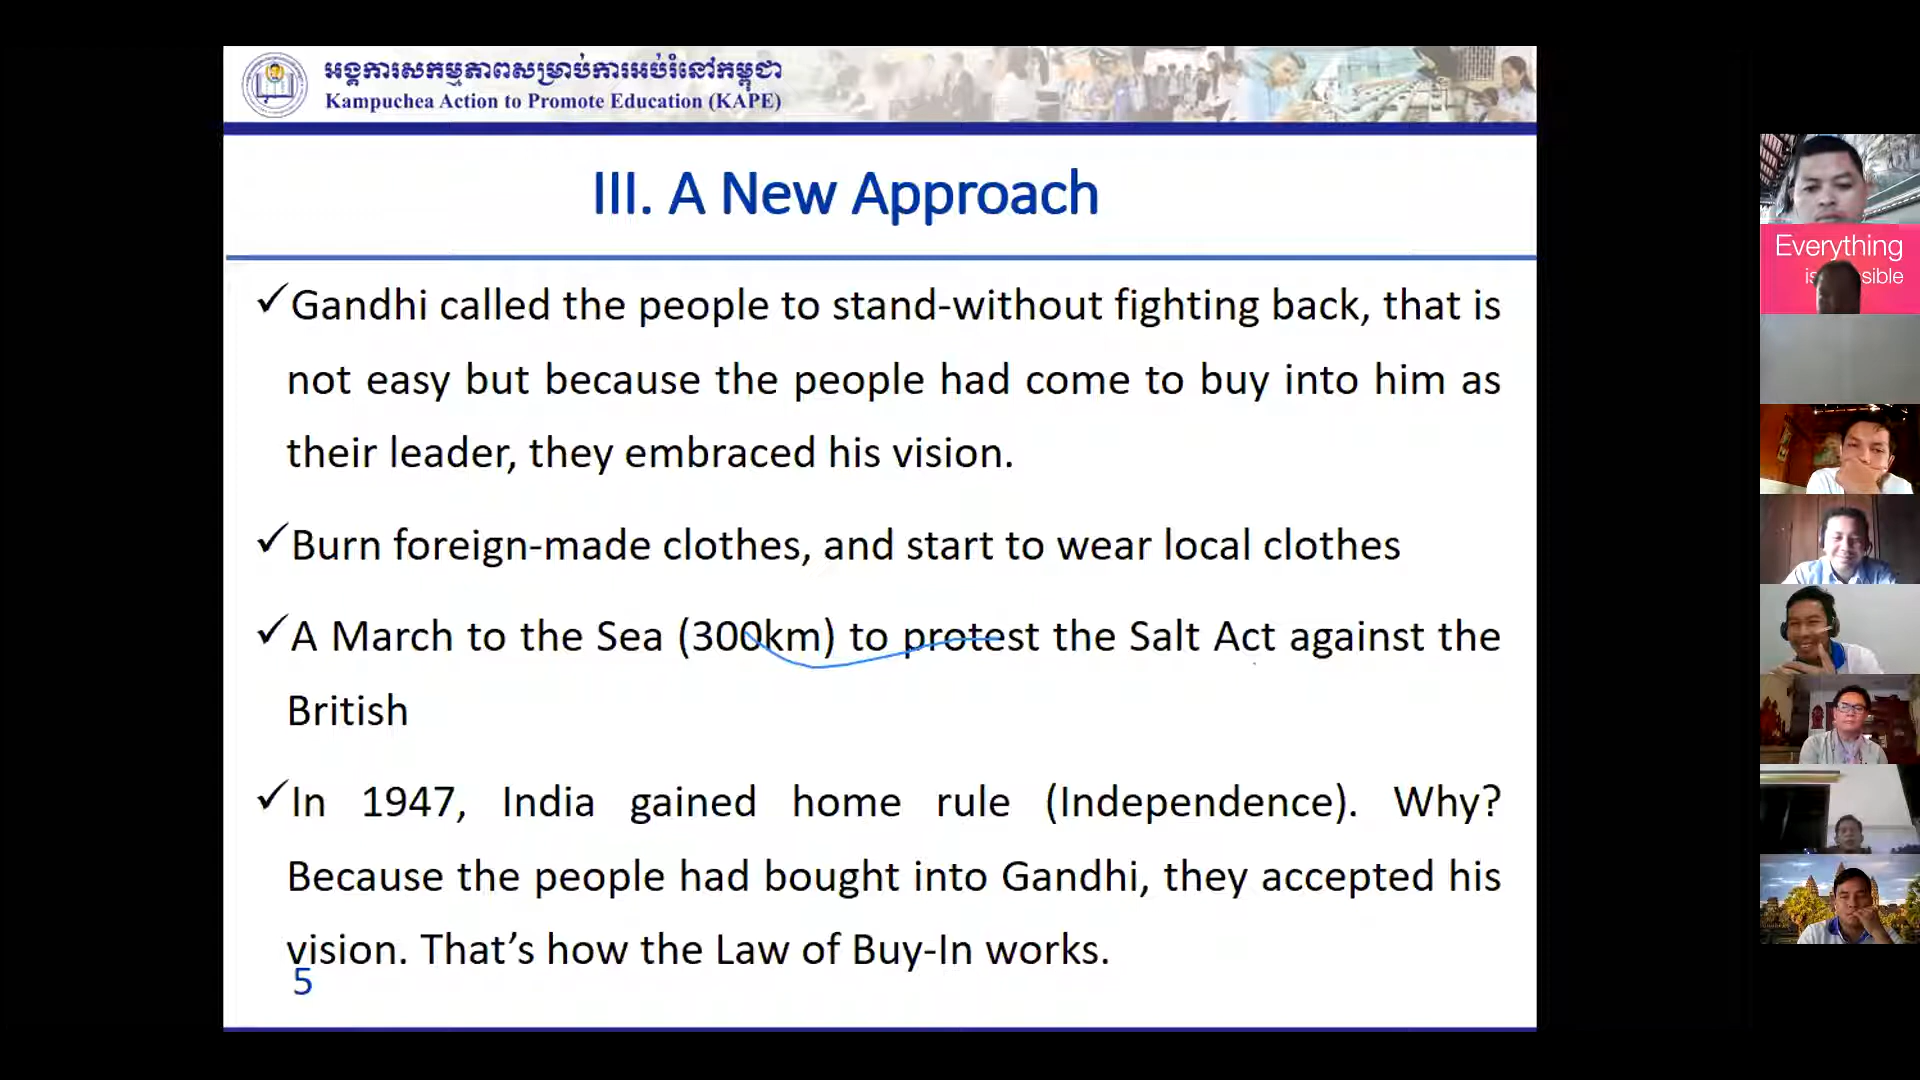 អង្គការសកម្មភាពសម្រាប់ការអប់រំនៅកម្ពុជា
Kampuchea Action to Promote Education (KAPE)
III. A New Approach
✓Gandhi called the people to stand-without fighting back, that is
not easy but because the people had come to buy into him as
their leader, they embraced his vision.
✓Burn foreign-made clothes, and start to wear local clothes
✓A March to the Sea (300km) to protest the Salt Act against the
British
✓In 1947, India gained home rule (Independence). Why?
Because the people had bought into Gandhi, they accepted his
vision. That’s how the Law of Buy-In works.
5
Everything